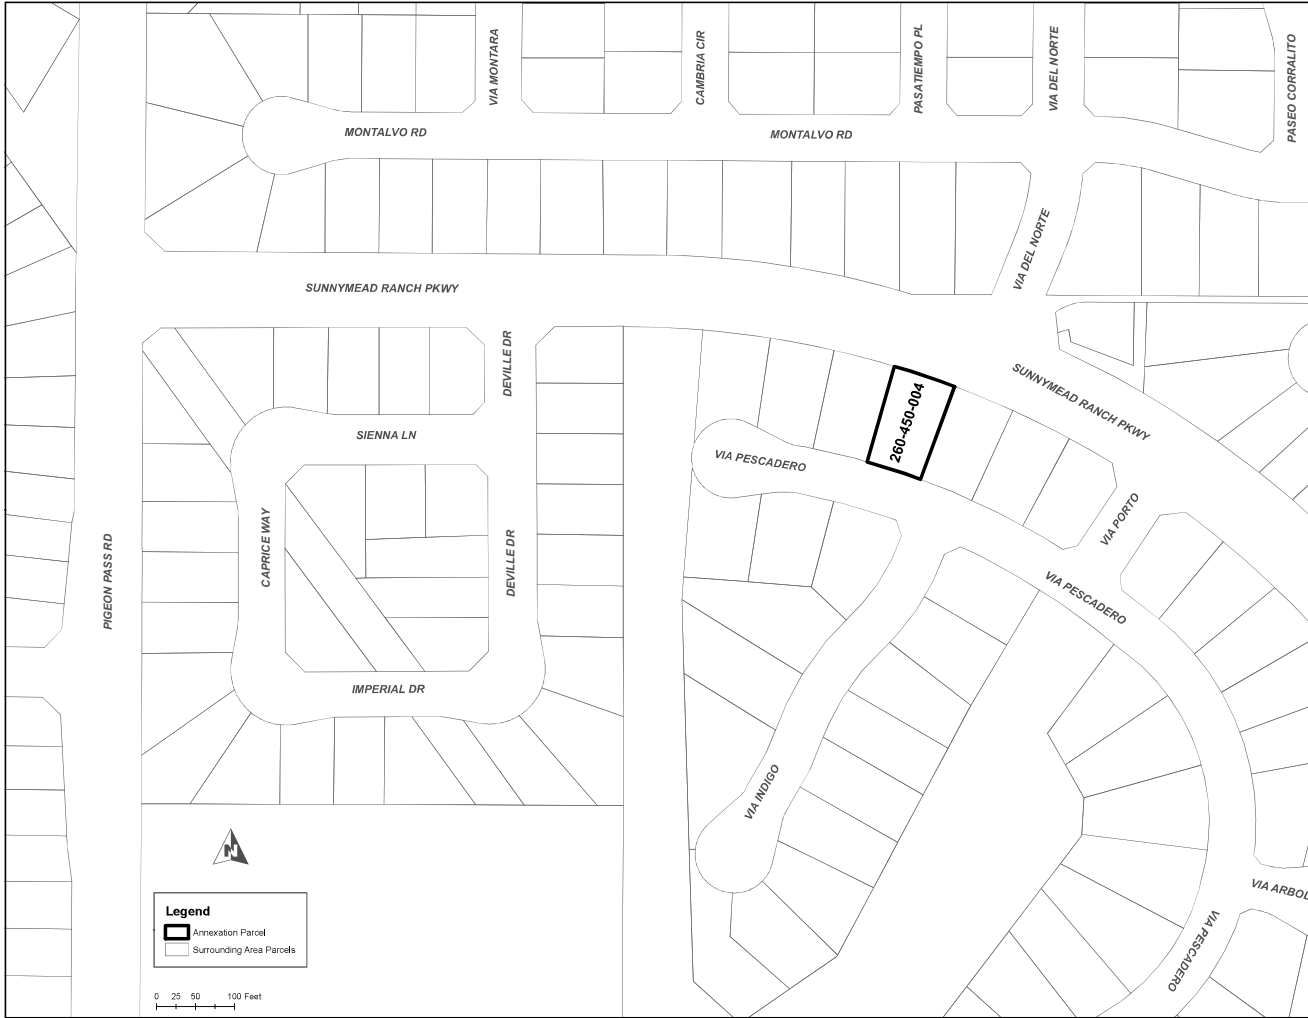 VIA MONTARA
CAMBRIA CIR
PASATIEMPO PL
VIA DEL NORTE
PASEO CORRALITO
MONTALVO RD
MONTALVO RD
VIA DEL NORTE
SUNNYMEAD RANCH PKWY
DEVILLE DR
SUNNYMEAD RANCH PKWY
260-450-004
SIENNA LN
VIA PESCADERO
VIA PORTO
CAPRICE WAY
PIGEON PASS RD
DEVILLE DR
VIA PESCADERO
IMPERIAL DR
VIA INDIGO
N
VIA ARBOL
VIA PESCADERO
Legend
Annexation Parcel
Surrounding Area Parcels
0 25 50 100 Feet